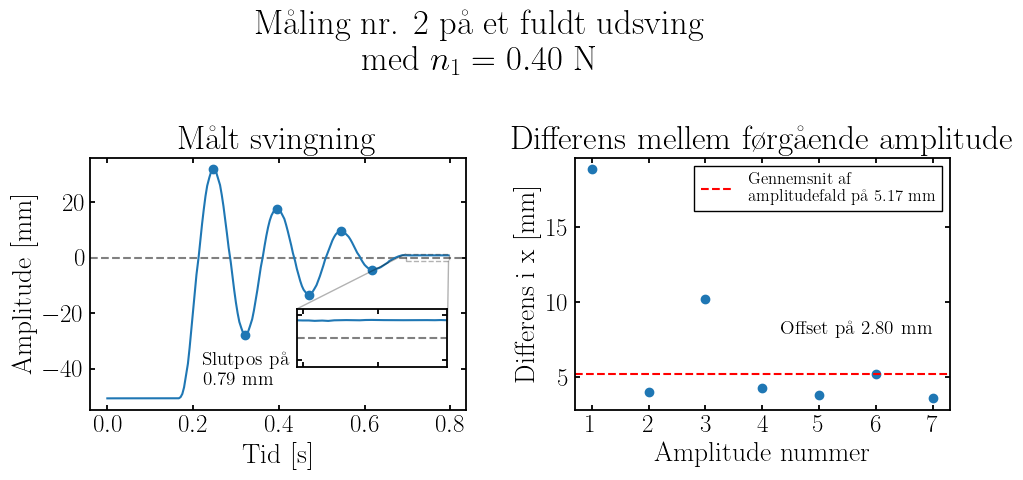 Måling nr. 2 på et fuldt udsving
med n₁ = 0.40 N
Målt svingning
Amplitude [mm]
20
0
−20
−40
Slutpos på
0.79 mm
0.0 0.2 0.4 0.6 0.8
Tid [s]
Differens mellem førgående amplitude
Differens i x [mm]
15
10
5
Gennemsnit af
amplitudefald på 5.17 mm
Offset på 2.80 mm
1 2 3 4 5 6 7
Amplitude nummer